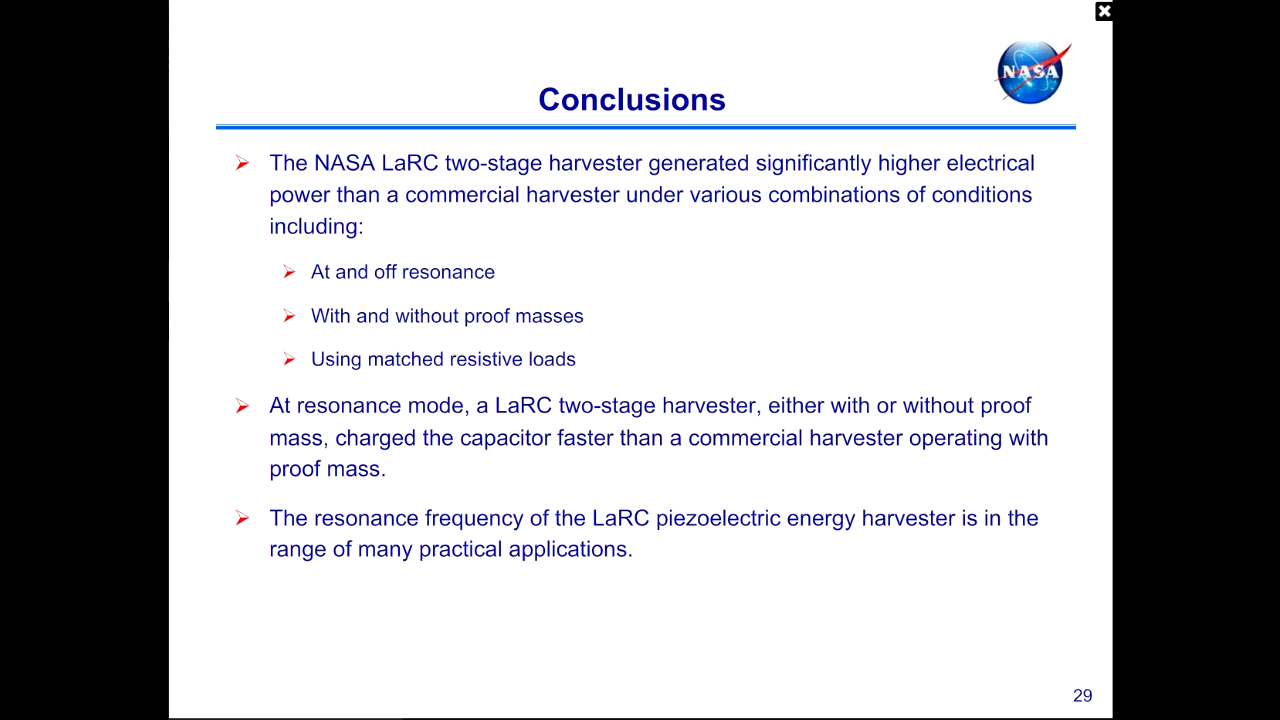 NASA
Conclusions
The NASA LaRC two-stage harvester generated significantly higher electrical
power than a commercial harvester under various combinations of conditions
including:
At and off resonance
With and without proof masses
Using matched resistive loads
At resonance mode, a LaRC two-stage harvester, either with or without proof
mass, charged the capacitor faster than a commercial harvester operating with
proof mass.
The resonance frequency of the LaRC piezoelectric energy harvester is in the
range of many practical applications.
29